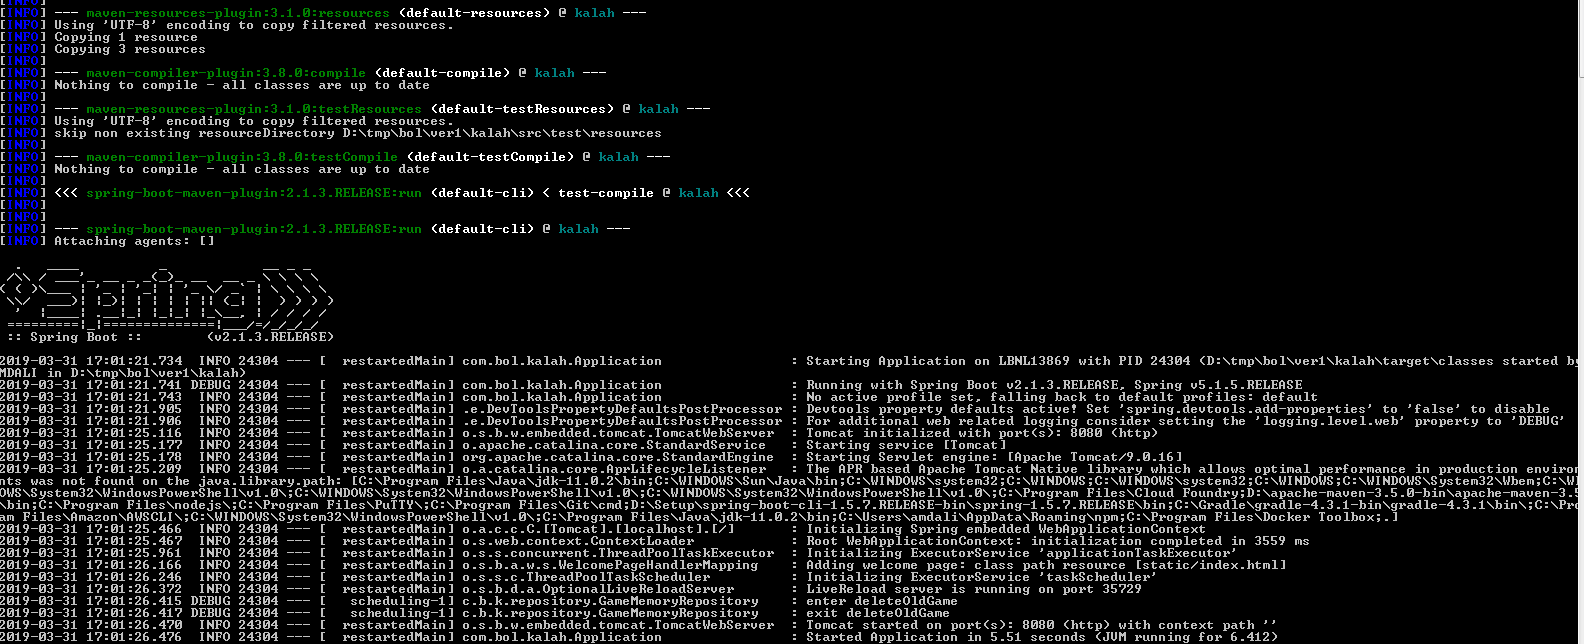 [INFO]
[INFO] --- maven-resources-plugin:3.1.0:resources (default-resources) @ kalah ---
[INFO] Using 'UTF-8' encoding to copy filtered resources.
[INFO] Copying 1 resource
[INFO] Copying 3 resources
[INFO]
[INFO] --- maven-compiler-plugin:3.8.0:compile (default-compile) @ kalah ---
[INFO] Nothing to compile - all classes are up to date
[INFO]
[INFO] --- maven-resources-plugin:3.1.0:testResources (default-testResources) @ kalah ---
[INFO] Using 'UTF-8' encoding to copy filtered resources.
[INFO] skip non existing resourceDirectory D:\tmp\bol\ver1\kalah\src\test\resources
[INFO]
[INFO] --- maven-compiler-plugin:3.8.0:testCompile (default-testCompile) @ kalah ---
[INFO] Nothing to compile - all classes are up to date
[INFO]
[INFO] <<< spring-boot-maven-plugin:2.1.3.RELEASE:run (default-cli) < test-compile @ kalah <<<
[INFO]
[INFO]
[INFO] --- spring-boot-maven-plugin:2.1.3.RELEASE:run (default-cli) @ kalah ---
[INFO] Attaching agents: []
Spring
:: Spring Boot ::        (v2.1.3.RELEASE)
2019-03-31 17:01:21.734  INFO 24304 --- [  restartedMain] com.bol.kalah.Application                : Starting Application on LBNL13869 with PID 24304 (D:\tmp\bol\ver1\kalah\target\classes started by
MDALI in D:\tmp\bol\ver1\kalah)
2019-03-31 17:01:21.741 DEBUG 24304 --- [  restartedMain] com.bol.kalah.Application                : Running with Spring Boot v2.1.3.RELEASE, Spring v5.1.5.RELEASE
2019-03-31 17:01:21.743  INFO 24304 --- [  restartedMain] com.bol.kalah.Application                : No active profile set, falling back to default profiles: default
2019-03-31 17:01:21.905  INFO 24304 --- [  restartedMain] .e.DevToolsPropertyDefaultsPostProcessor : Devtools property defaults active! Set 'spring.devtools.add-properties' to 'false' to disable
2019-03-31 17:01:21.906  INFO 24304 --- [  restartedMain] .e.DevToolsPropertyDefaultsPostProcessor : For additional web related logging consider setting the 'logging.level.web' property to 'DEBUG'
2019-03-31 17:01:25.116  INFO 24304 --- [  restartedMain] o.s.b.w.embedded.tomcat.TomcatWebServer  : Tomcat initialized with port(s): 8080 (http)
2019-03-31 17:01:25.177  INFO 24304 --- [  restartedMain] o.apache.catalina.core.StandardService   : Starting service [Tomcat]
2019-03-31 17:01:25.178  INFO 24304 --- [  restartedMain] org.apache.catalina.core.StandardEngine  : Starting Servlet engine: [Apache Tomcat/9.0.16]
2019-03-31 17:01:25.209  INFO 24304 --- [  restartedMain] o.a.catalina.core.AprLifecycleListener   : The APR based Apache Tomcat Native library which allows optimal performance in production environ
nts was not found on the java.library.path: [C:\Program Files\Java\jdk-11.0.2\bin;C:\WINDOWS\Sun\Java\bin;C:\WINDOWS\system32;C:\WINDOWS;C:\WINDOWS\system32;C:\WINDOWS;C:\WINDOWS\System32\Wbem;C:\WI
OWS\System32\WindowsPowerShell\v1.0\;C:\WINDOWS\System32\WindowsPowerShell\v1.0\;C:\WINDOWS\System32\WindowsPowerShell\v1.0\;C:\Program Files\Cloud Foundry;D:\apache-maven-3.5.0-bin\apache-maven-3.5
\bin;C:\Program Files\nodejs\;C:\Program Files\PuTTY\;C:\Program Files\Git\cmd;D:\Setup\spring-boot-cli-1.5.7.RELEASE-bin\spring-1.5.7.RELEASE\bin;C:\Gradle\gradle-4.3.1-bin\gradle-4.3.1\bin\;C:\Pro
am Files\Amazon\AWSCLI\;C:\WINDOWS\System32\WindowsPowerShell\v1.0\;C:\Program Files\Java\jdk-11.0.2\bin;C:\Users\amdali\AppData\Roaming\npm;C:\Program Files\Docker Toolbox;.]
2019-03-31 17:01:25.466  INFO 24304 --- [  restartedMain] o.a.c.c.C.[Tomcat].[localhost].[/]       : Initializing Spring embedded WebApplicationContext
2019-03-31 17:01:25.467  INFO 24304 --- [  restartedMain] o.s.web.context.ContextLoader            : Root WebApplicationContext: initialization completed in 3559 ms
2019-03-31 17:01:25.961  INFO 24304 --- [  restartedMain] o.s.s.concurrent.ThreadPoolTaskExecutor  : Initializing ExecutorService 'applicationTaskExecutor'
2019-03-31 17:01:26.166  INFO 24304 --- [  restartedMain] o.s.b.a.w.s.WelcomePageHandlerMapping    : Adding welcome page: class path resource [static/index.html]
2019-03-31 17:01:26.246  INFO 24304 --- [  restartedMain] o.s.s.c.ThreadPoolTaskScheduler          : Initializing ExecutorService 'taskScheduler'
2019-03-31 17:01:26.372  INFO 24304 --- [  restartedMain] o.s.b.d.a.OptionalLiveReloadServer       : LiveReload server is running on port 35729
2019-03-31 17:01:26.415 DEBUG 24304 --- [   scheduling-1] c.b.k.repository.GameMemoryRepository    : enter deleteOldGame
2019-03-31 17:01:26.417 DEBUG 24304 --- [   scheduling-1] c.b.k.repository.GameMemoryRepository    : exit deleteOldGame
2019-03-31 17:01:26.470  INFO 24304 --- [  restartedMain] o.s.b.w.embedded.tomcat.TomcatWebServer  : Tomcat started on port(s): 8080 (http) with context path ''
2019-03-31 17:01:26.476  INFO 24304 --- [  restartedMain] com.bol.kalah.Application                : Started Application in 5.51 seconds (JVM running for 6.412)